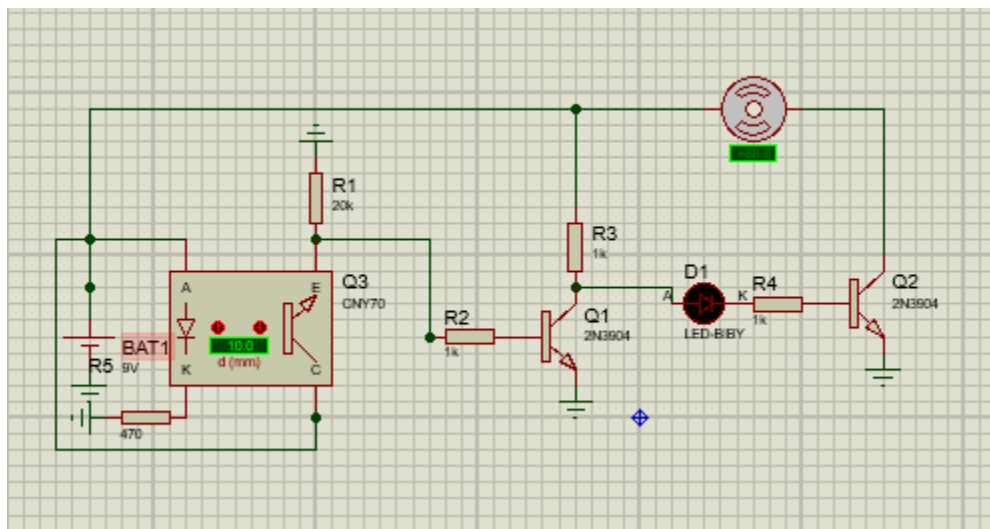 R1
20k
A
E
Q3
CNY70
10.0
d (mm)
K
C
BAT1
9V
R5
470
R2
1k
R3
1k
Q1
2N3904
D1
A
K
LED-BIBY
R4
1k
Q2
2N3904